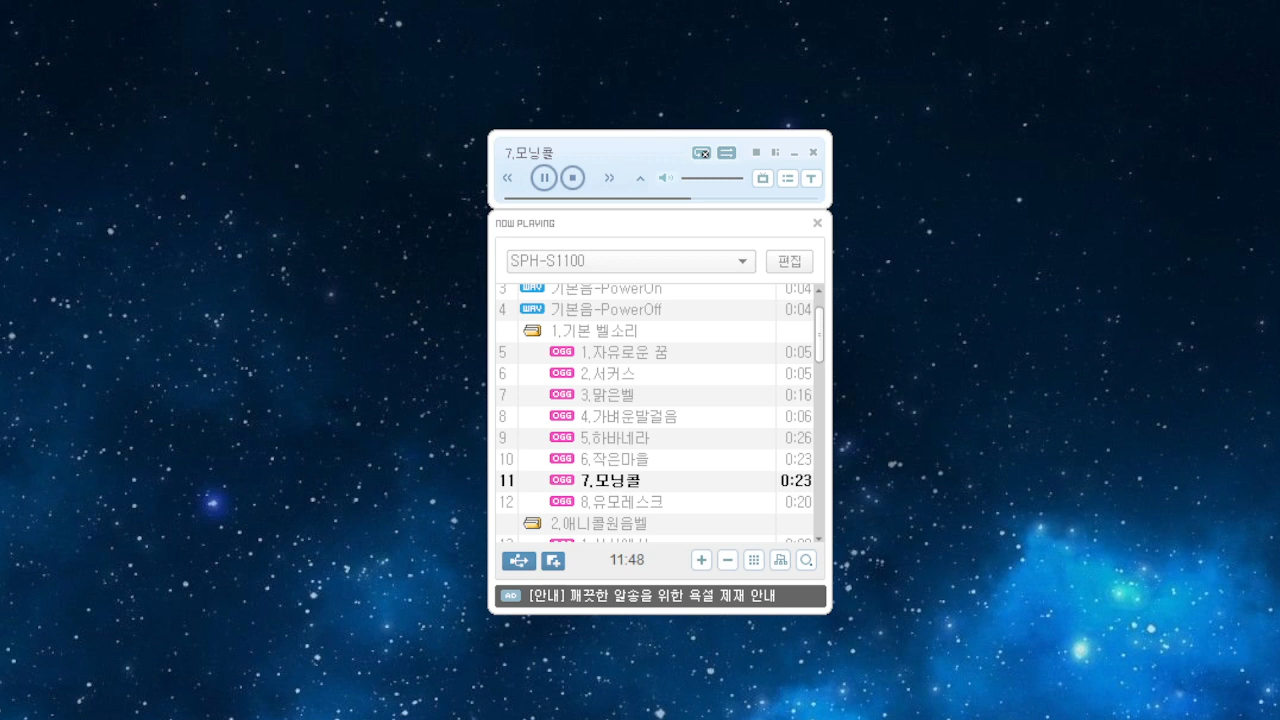 7.모닝콜
NOW PLAYING
SPH-S1100
편집
3 WAV 기본음-PowerOn 0:04
4 WAV 기본음-PowerOff 0:04
1.기본 벨소리
5 OGG 1.자유로운 꿈 0:05
6 OGG 2.서커스 0:05
7 OGG 3.맑은벨 0:16
8 OGG 4.가벼운발걸음 0:06
9 OGG 5.하바네라 0:26
10 OGG 6.작은마을 0:23
11 OGG 7.모닝콜 0:23
12 OGG 8.유모레스크 0:20
2.애니콜원음벨
11:48
AD [안내] 깨끗한 알송을 위한 욕설 제재 안내